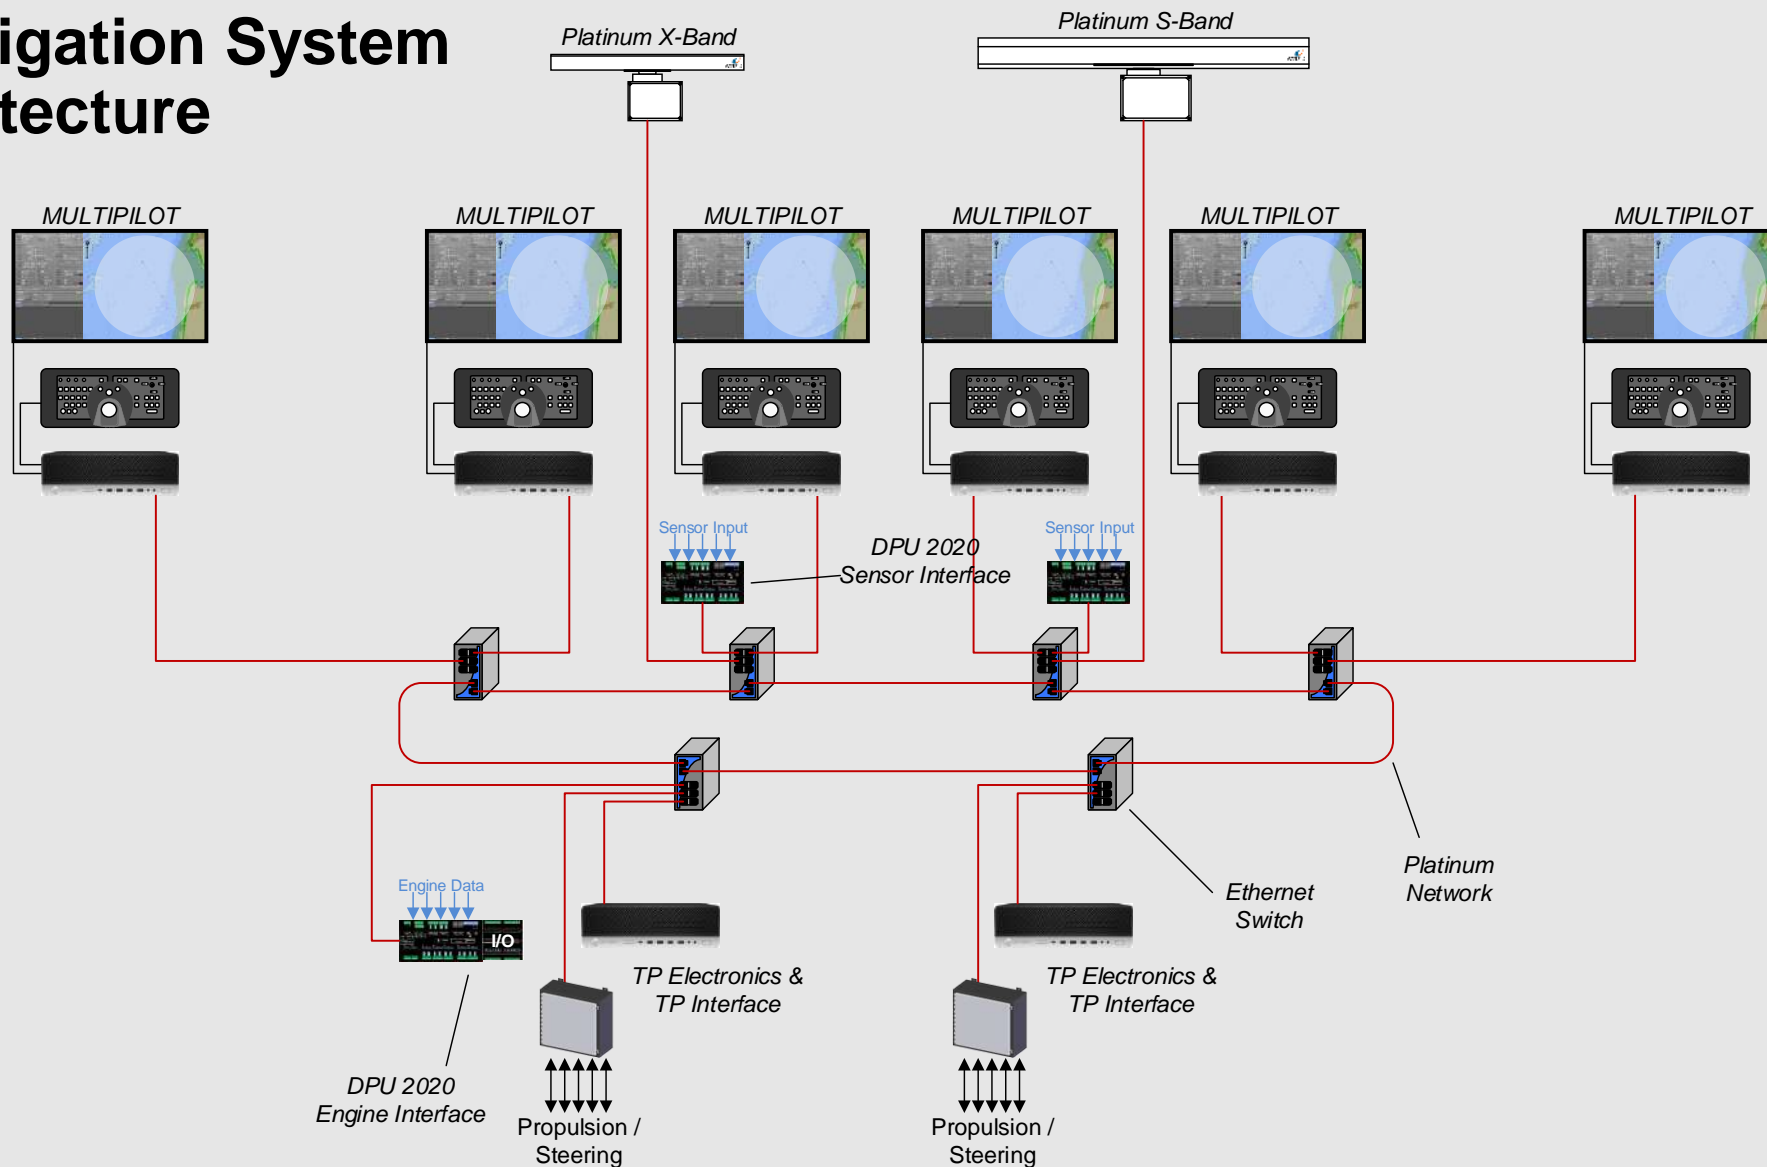 igation System
tecture
Platinum X-Band
Platinum S-Band
MULTIPILOT
MULTIPILOT
MULTIPILOT
MULTIPILOT
MULTIPILOT
MULTIPILOT
Sensor Input
DPU 2020
Sensor Interface
Sensor Input
Platinum
Network
Ethernet
Switch
Engine Data
I/O
TP Electronics &
TP Interface
TP Electronics &
TP Interface
DPU 2020
Engine Interface
Propulsion /
Steering
Propulsion /
Steering